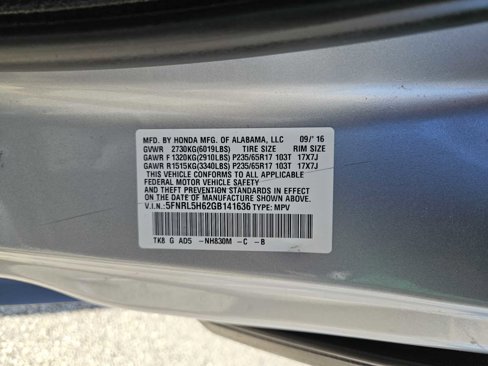 MFD. BY HONDA MFG. OF ALABAMA, LLC 09/'16
GVWR 2730KG(6019LBS) TIRE SIZE RIM SIZE
GAWR F 1320KG(2910LBS) P235/65R17 103T 17X7J
GAWR R1515KG(3340LBS) P235/65R17 103T 17X7J
THIS VEHICLE CONFORMS TO ALL APPLICABLE
FEDERAL MOTOR VEHICLE SAFETY
AND THEFT PREVENTION STANDARDS IN EFFECT
ON THE DATE OF MANUFACTURE SHOWN ABOVE.
V.I.N.: 5FNRL5H62GB141636 TYPE: MPV
TK8 G AD5 -NH830M -C -B